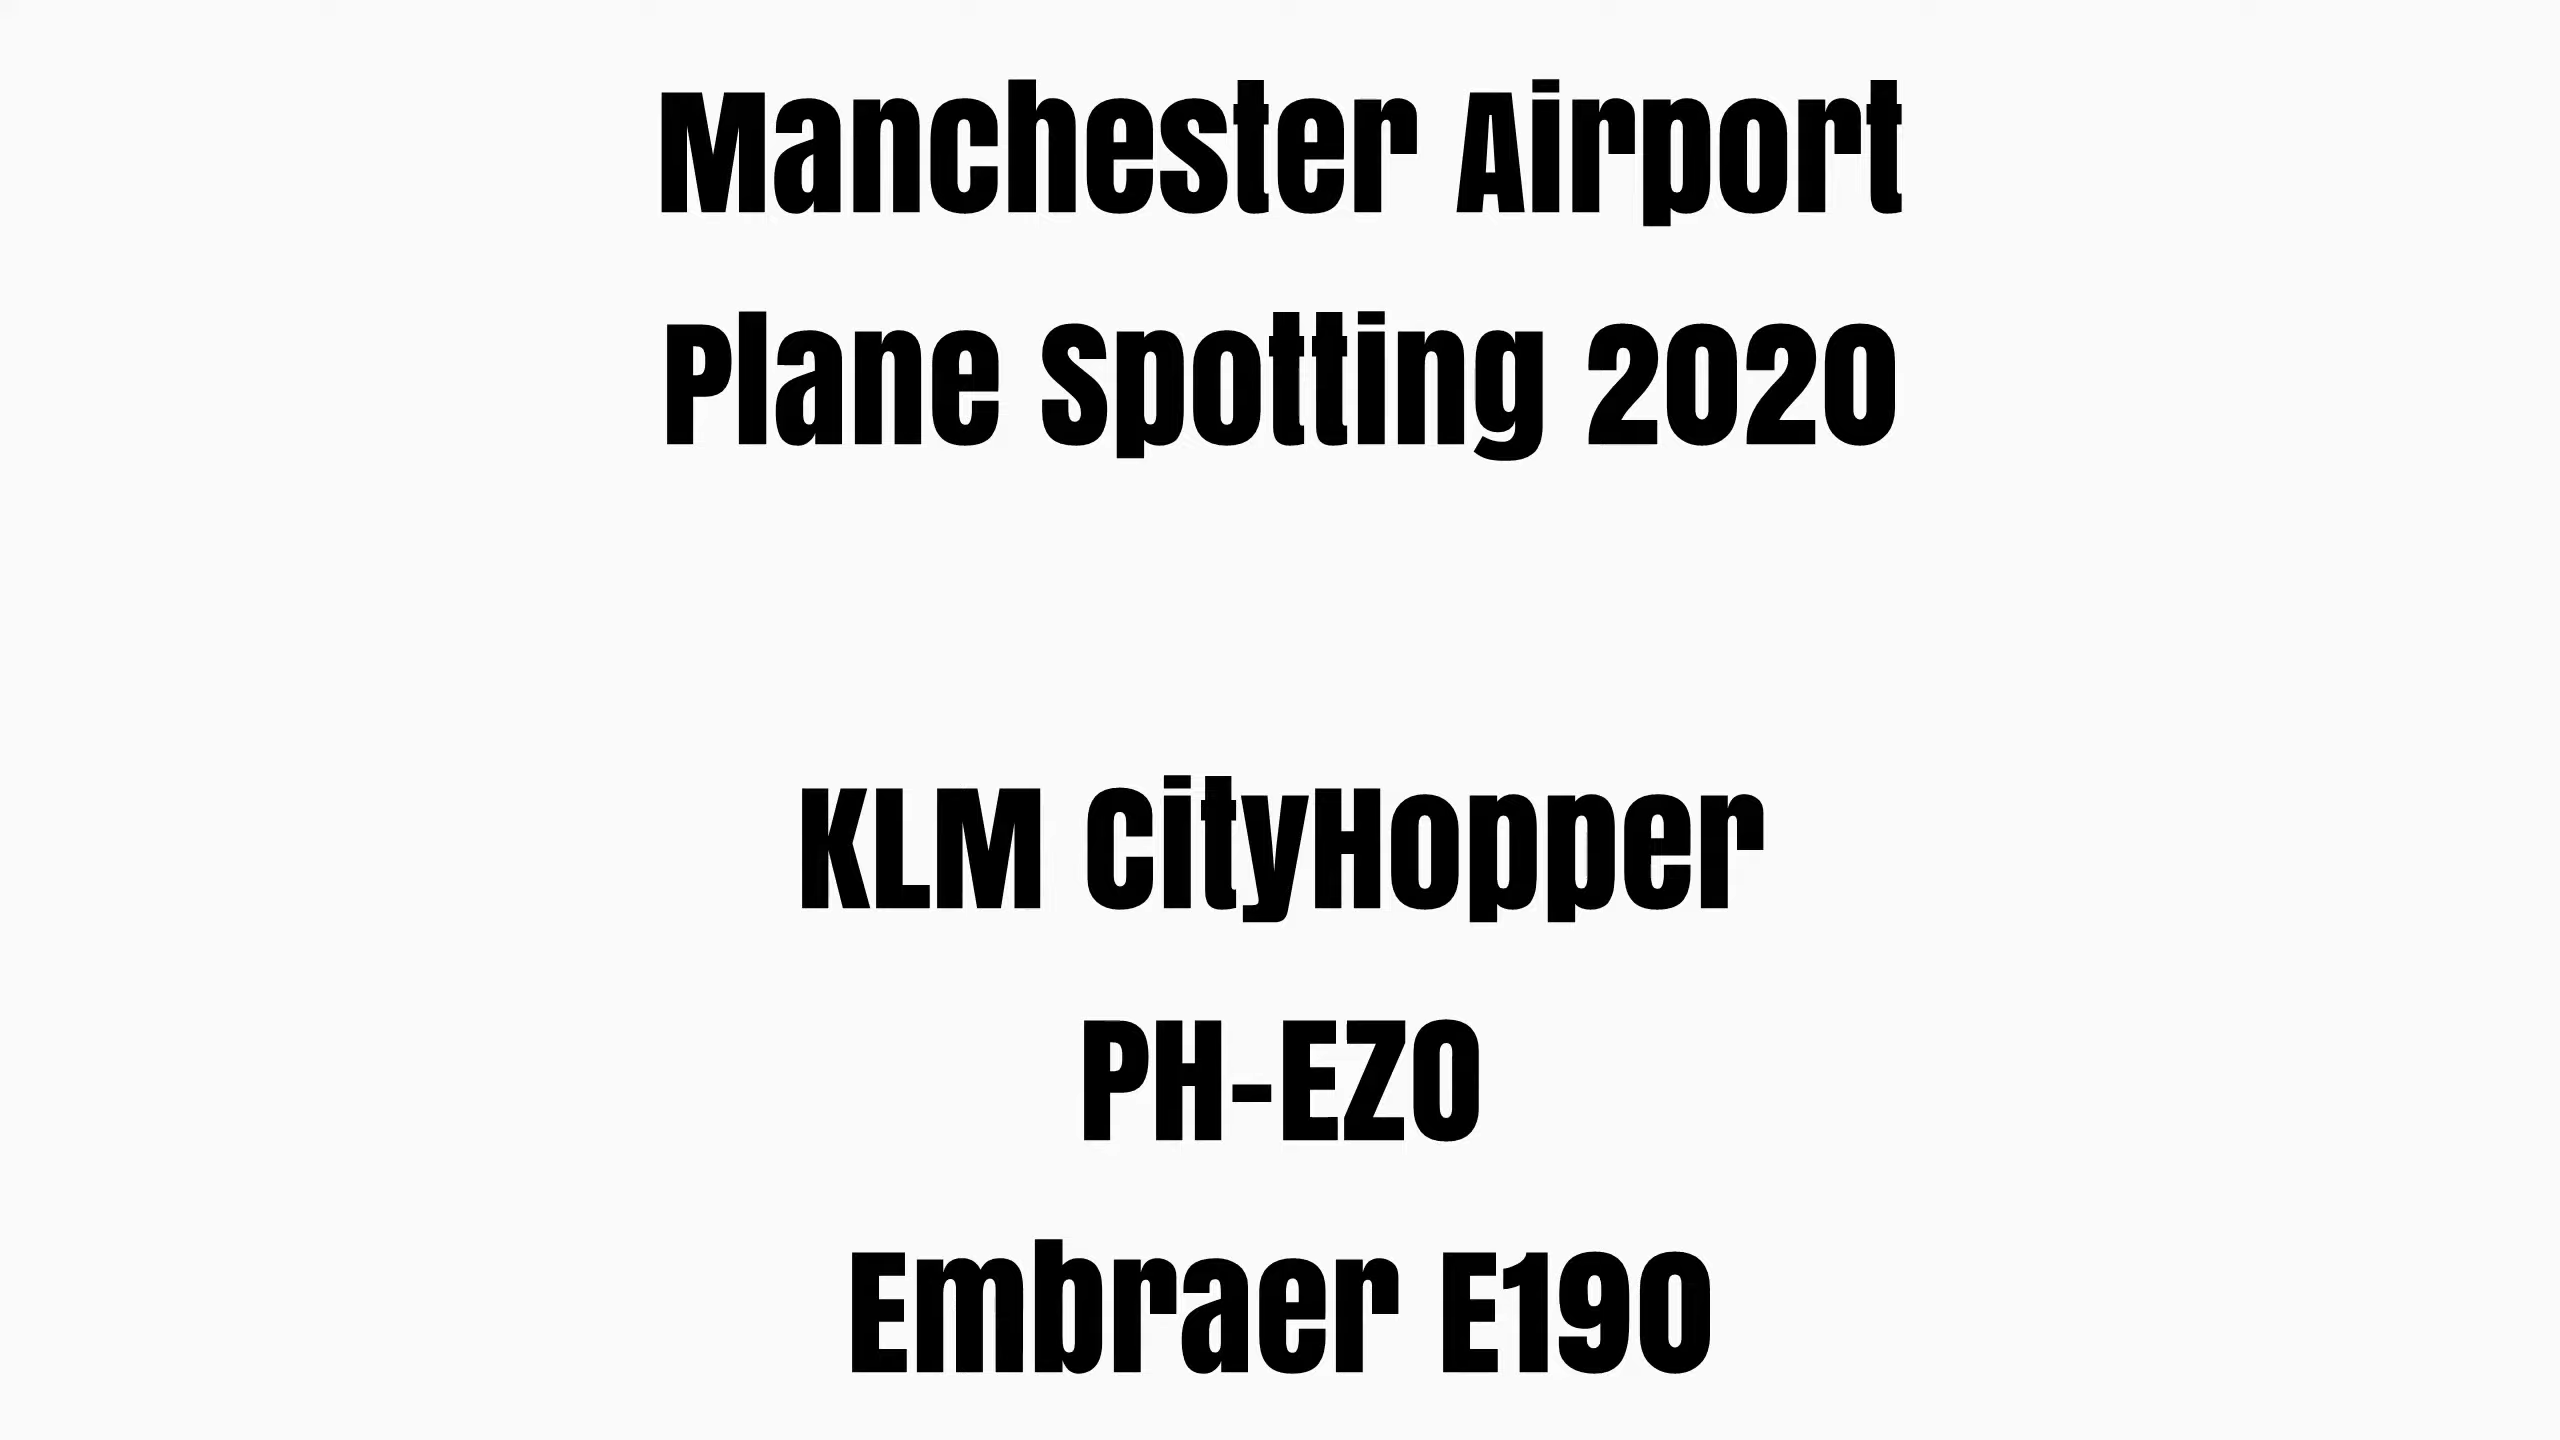 Manchester Airport
Plane Spotting 2020
KLM CityHopper
PH-EZO
Embraer E190